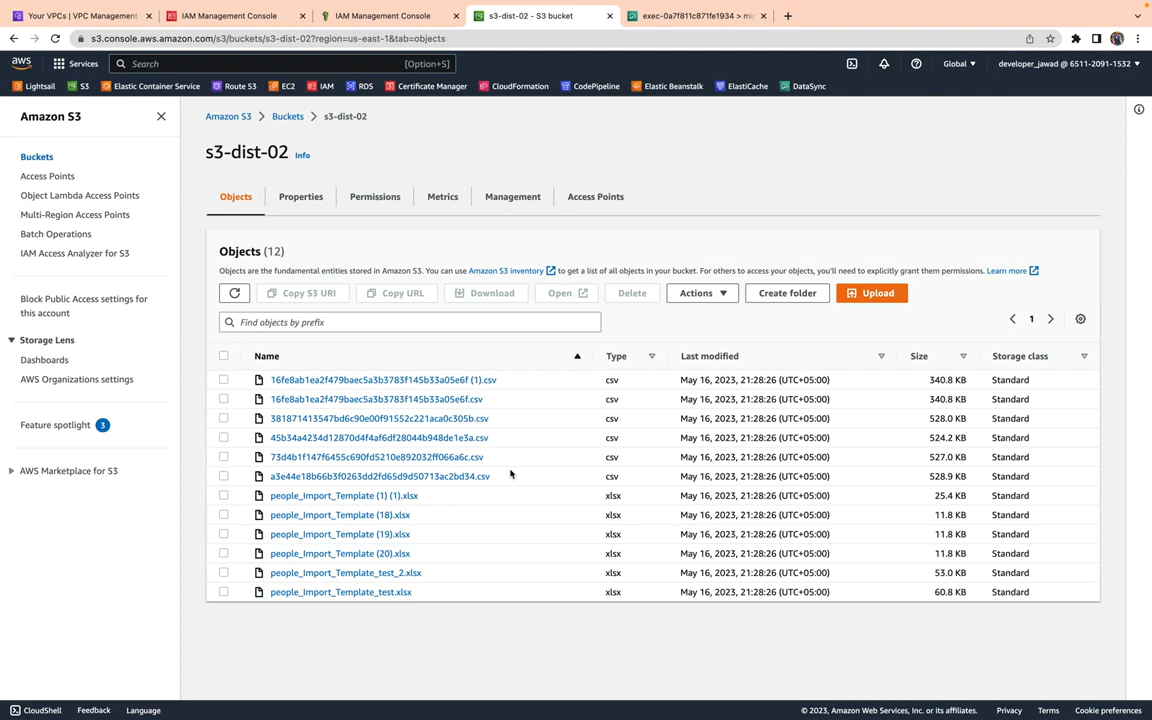 Your VPCs | VPC Management
IAM Management Console
IAM Management Console
s3-dist-02 - S3 bucket
exec-0a7f811c871fe1934 > mi
s3.console.aws.amazon.com/s3/buckets/s3-dist-02?region=us-east-1&tab=objects
aws
Services
Search
[Option+S]
Global
developer_jawad @ 6511-2091-1532
Lightsail
S3
Elastic Container Service
Route 53
EC2
IAM
RDS
Certificate Manager
CloudFormation
CodePipeline
Elastic Beanstalk
ElastiCache
DataSync
Amazon S3
Buckets
Access Points
Object Lambda Access Points
Multi-Region Access Points
Batch Operations
IAM Access Analyzer for S3
Block Public Access settings for
this account
Storage Lens
Dashboards
AWS Organizations settings
Feature spotlight 3
AWS Marketplace for S3
Amazon S3 > Buckets > s3-dist-02
s3-dist-02 Info
Objects
Properties
Permissions
Metrics
Management
Access Points
Objects (12)
Objects are the fundamental entities stored in Amazon S3. You can use Amazon S3 inventory to get a list of all objects in your bucket. For others to access your objects, you'll need to explicitly grant them permissions. Learn more
Copy S3 URI
Copy URL
Download
Open
Delete
Actions
Create folder
Upload
Find objects by prefix
1
Name Type Last modified Size Storage class
16fe8ab1ea2f479baec5a3b3783f145b33a05e6f (1).csv csv May 16, 2023, 21:28:26 (UTC+05:00) 340.8 KB Standard
16fe8ab1ea2f479baec5a3b3783f145b33a05e6f.csv csv May 16, 2023, 21:28:26 (UTC+05:00) 340.8 KB Standard
381871413547bd6c90e00f91552c221aca0c305b.csv csv May 16, 2023, 21:28:26 (UTC+05:00) 528.0 KB Standard
45b34a4234d12870d4f4af6df28044b948de1e3a.csv csv May 16, 2023, 21:28:26 (UTC+05:00) 524.2 KB Standard
73d4b1f147f6455c690fd5210e892032ff066a6c.csv csv May 16, 2023, 21:28:26 (UTC+05:00) 527.0 KB Standard
a3e44e18b66b3f0263dd2fd65d9d50713ac2bd34.csv csv May 16, 2023, 21:28:26 (UTC+05:00) 528.9 KB Standard
people_Import_Template (1) (1).xlsx xlsx May 16, 2023, 21:28:26 (UTC+05:00) 25.4 KB Standard
people_Import_Template (18).xlsx xlsx May 16, 2023, 21:28:26 (UTC+05:00) 11.8 KB Standard
people_Import_Template (19).xlsx xlsx May 16, 2023, 21:28:26 (UTC+05:00) 11.8 KB Standard
people_Import_Template (20).xlsx xlsx May 16, 2023, 21:28:26 (UTC+05:00) 11.8 KB Standard
people_Import_Template_test_2.xlsx xlsx May 16, 2023, 21:28:26 (UTC+05:00) 53.0 KB Standard
people_Import_Template_test.xlsx xlsx May 16, 2023, 21:28:26 (UTC+05:00) 60.8 KB Standard
CloudShell
Feedback
Language
© 2023, Amazon Web Services, Inc. or its affiliates.
Privacy
Terms
Cookie preferences